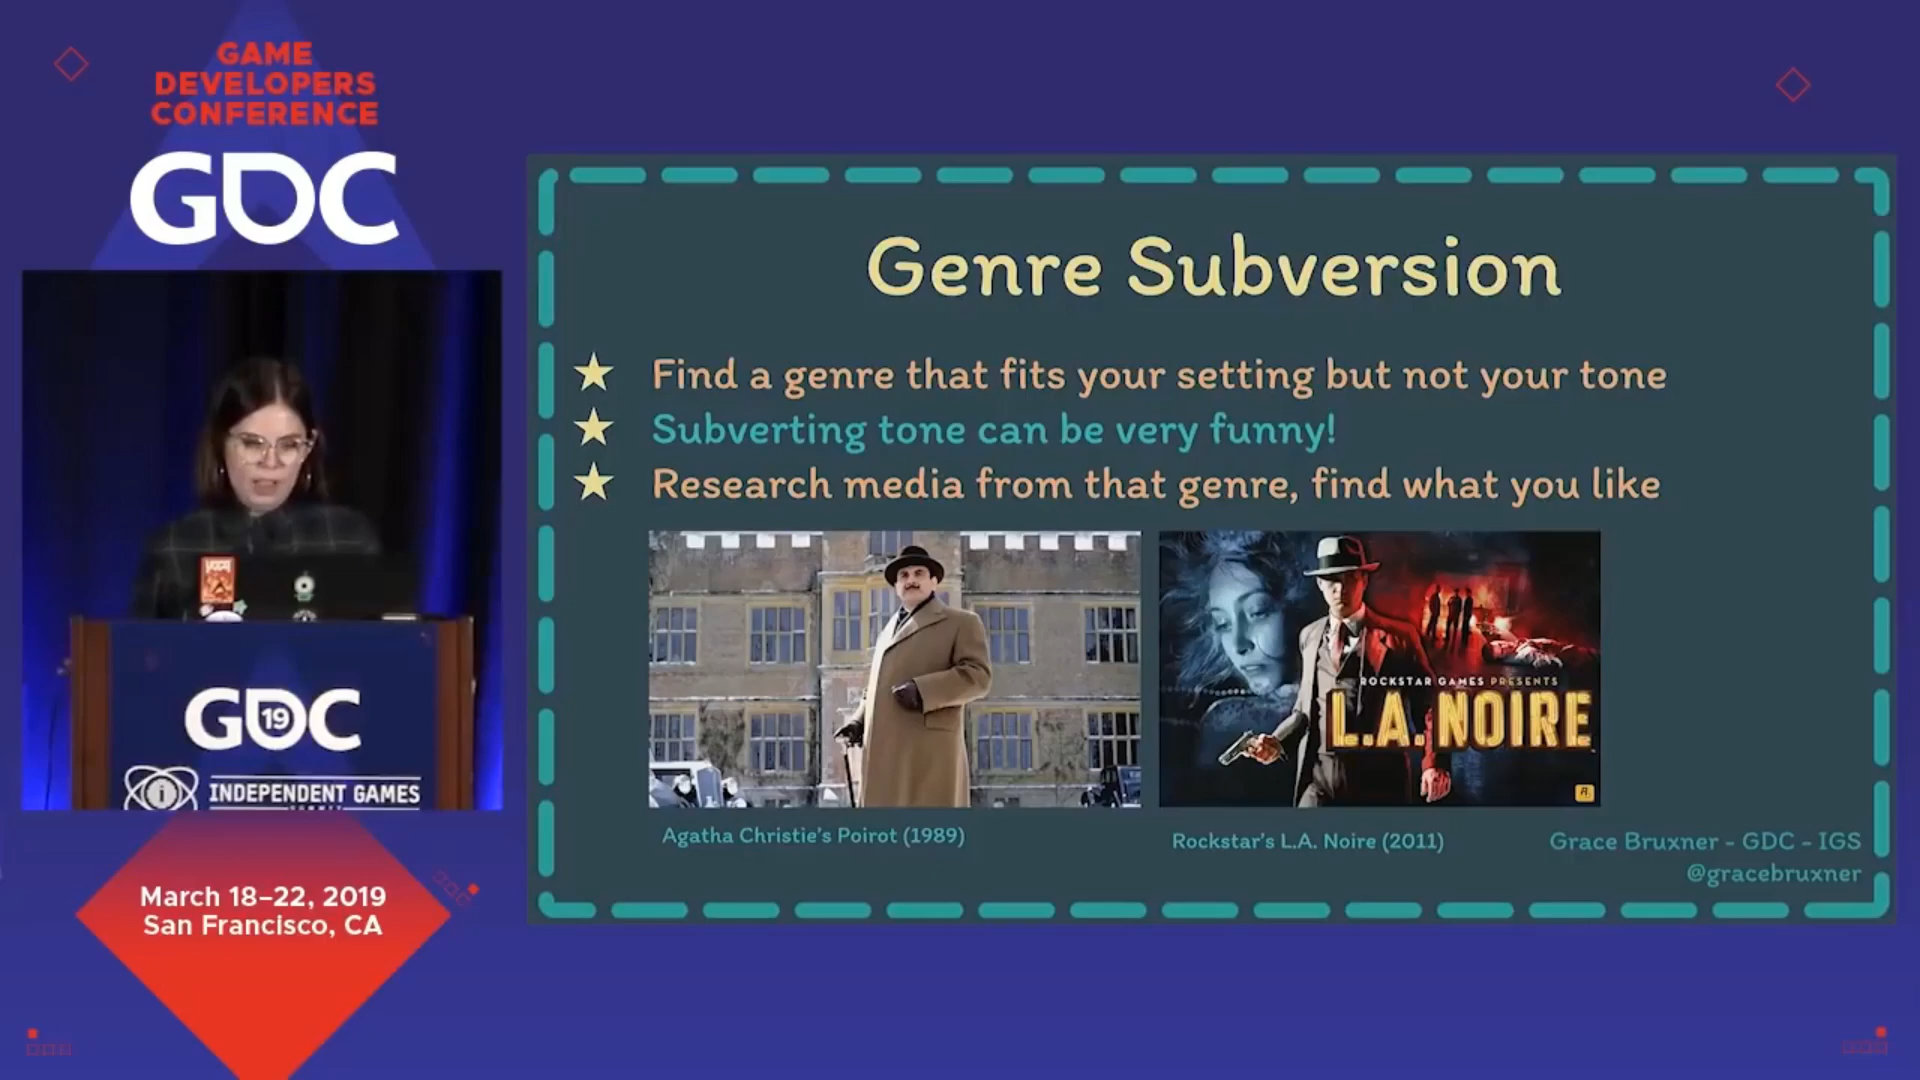 GAME
DEVELOPERS
CONFERENCE
GDC
Genre Subversion
Find a genre that fits your setting but not your tone
Subverting tone can be very funny!
Research media from that genre, find what you like
ROCKSTAR GAMES PRESENTS
L.A. NOIRE
R
Agatha Christie's Poirot (1989)
Rockstar's L.A. Noire (2011)
Grace Bruxner - GDC - IGS
@gracebruxner
GDC
19
INDEPENDENT GAMES
March 18–22, 2019
San Francisco, CA